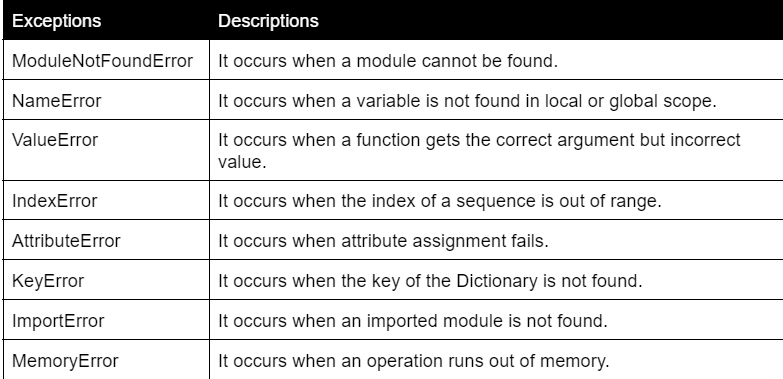 Exceptions Descriptions
ModuleNotFoundError It occurs when a module cannot be found.
NameError It occurs when a variable is not found in local or global scope.
ValueError It occurs when a function gets the correct argument but incorrect
value.
IndexError It occurs when the index of a sequence is out of range.
AttributeError It occurs when attribute assignment fails.
KeyError It occurs when the key of the Dictionary is not found.
ImportError It occurs when an imported module is not found.
MemoryError It occurs when an operation runs out of memory.